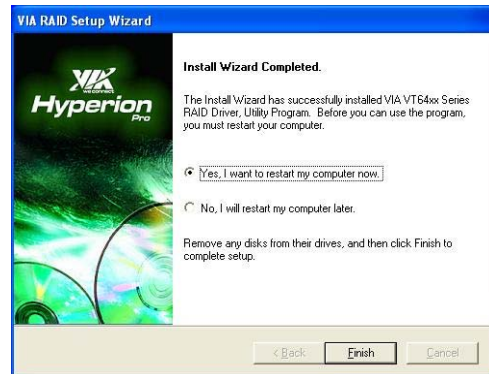 VIA RAID Setup Wizard
VIA
we connect
Hyperion
Pro
Install Wizard Completed.
The Install Wizard has successfully installed VIA VT64xx Series
RAID Driver, Utility Program. Before you can use the program,
you must restart your computer.
Yes, I want to restart my computer now.
No, I will restart my computer later.
Remove any disks from their drives, and then click Finish to
complete setup.
< Back
Finish
Cancel